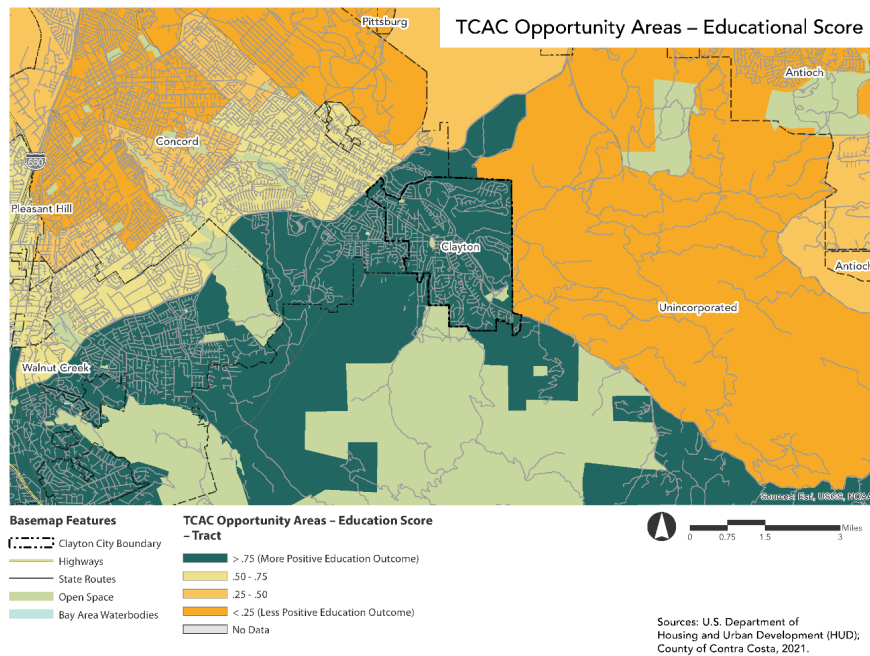 TCAC Opportunity Areas – Educational Score
Pittsburg
Antioch
Concord
680
Pleasant Hill
Clayton
Antioch
Unincorporated
Walnut Creek
Sources: Esri, USGS, NOAA
Basemap Features
Clayton City Boundary
Highways
State Routes
Open Space
Bay Area Waterbodies
TCAC Opportunity Areas – Education Score
– Tract
> .75 (More Positive Education Outcome)
.50 - .75
.25 - .50
< .25 (Less Positive Education Outcome)
No Data
Miles
0 0.75 1.5 3
Sources: U.S. Department of
Housing and Urban Development (HUD);
County of Contra Costa, 2021.